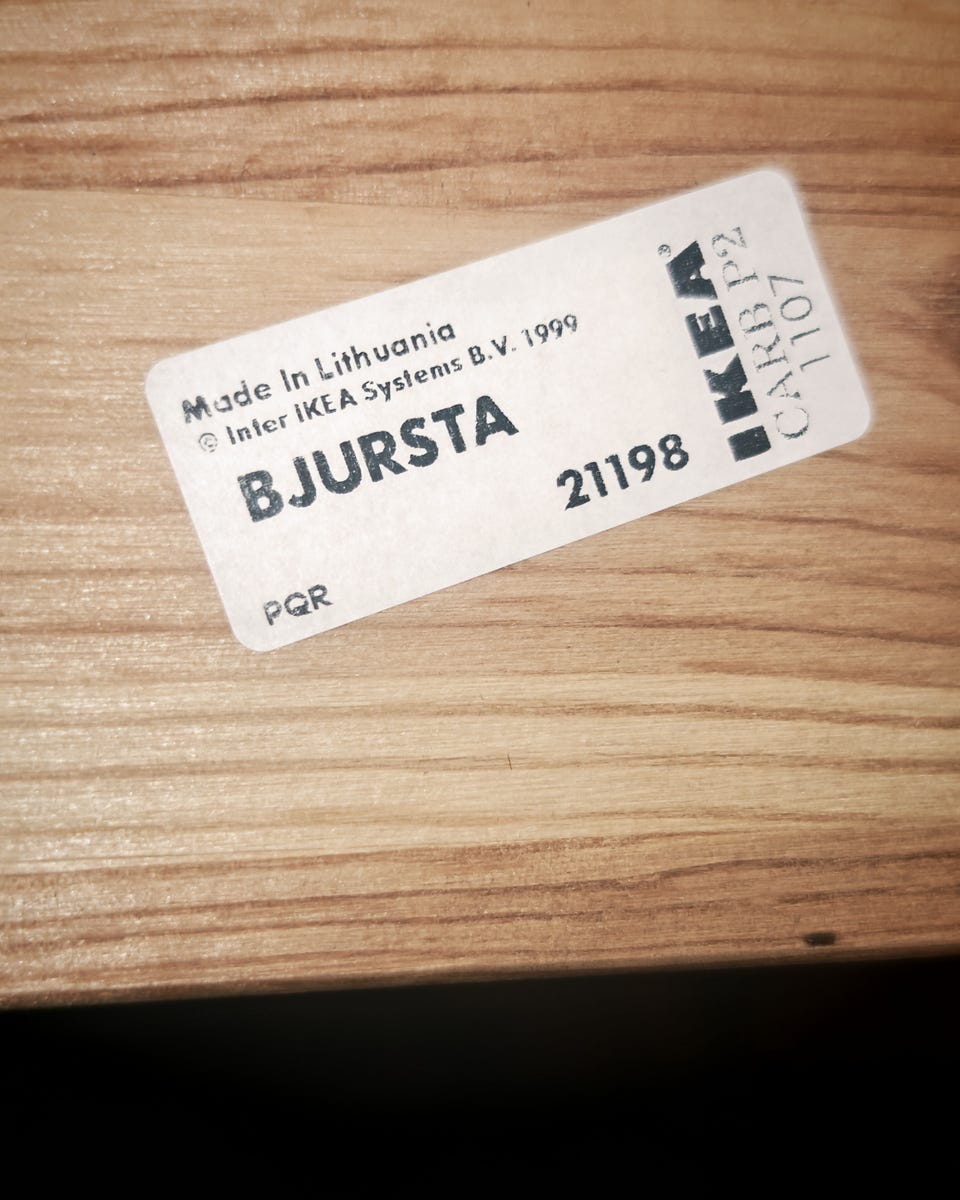 Made In Lithuania
© Inter IKEA Systems B.V. 1999
BJURSTA
21198
PQR
IKEA®
CARB P2
1107